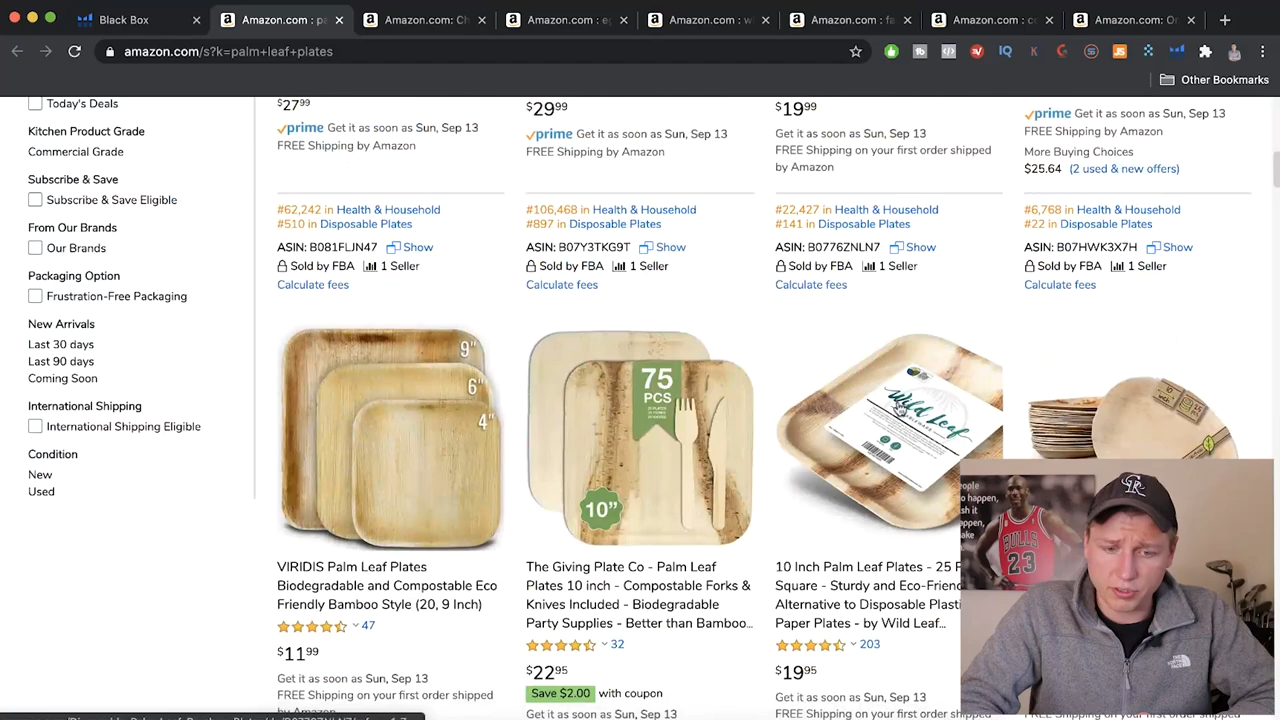 Black Box
Amazon.com : pa
Amazon.com: Ch
Amazon.com : ep
Amazon.com : wi
Amazon.com : fa
Amazon.com : co
Amazon.com: Or
amazon.com/s?k=palm+leaf+plates
Other Bookmarks
Today's Deals
Kitchen Product Grade
Commercial Grade
Subscribe & Save
Subscribe & Save Eligible
From Our Brands
Our Brands
Packaging Option
Frustration-Free Packaging
New Arrivals
Last 30 days
Last 90 days
Coming Soon
International Shipping
International Shipping Eligible
Condition
New
Used
$27.99
prime Get it as soon as Sun, Sep 13
FREE Shipping by Amazon
#62,242 in Health & Household
#510 in Disposable Plates
ASIN: B081FLJN47 Show
Sold by FBA 1 Seller
Calculate fees
$29.99
prime Get it as soon as Sun, Sep 13
FREE Shipping by Amazon
#106,468 in Health & Household
#897 in Disposable Plates
ASIN: B07Y3TKG9T Show
Sold by FBA 1 Seller
Calculate fees
$19.99
Get it as soon as Sun, Sep 13
FREE Shipping on your first order shipped
by Amazon
#22,427 in Health & Household
#141 in Disposable Plates
ASIN: B0776ZNLN7 Show
Sold by FBA 1 Seller
Calculate fees
prime Get it as soon as Sun, Sep 13
FREE Shipping by Amazon
More Buying Choices
$25.64 (2 used & new offers)
#6,768 in Health & Household
#22 in Disposable Plates
ASIN: B07HWK3X7H Show
Sold by FBA 1 Seller
Calculate fees
9"
6"
4"
VIRIDIS Palm Leaf Plates
Biodegradable and Compostable Eco
Friendly Bamboo Style (20, 9 Inch)
47
$11.99
Get it as soon as Sun, Sep 13
FREE Shipping on your first order shipped
by Amazon
75
PCS
10"
The Giving Plate Co - Palm Leaf
Plates 10 inch - Compostable Forks &
Knives Included - Biodegradable
Party Supplies - Better than Bamboo...
32
$22.95
Save $2.00 with coupon
Get it as soon as Sun, Sep 13
Wild Leaf
10 Inch Palm Leaf Plates - 25 P
Square - Sturdy and Eco-Friend
Alternative to Disposable Plasti
Paper Plates - by Wild Leaf...
203
$19.95
Get it as soon as Sun, Sep 13
FREE Shipping on your first order shipped
BULLS
23
CR
THE
NORTH
FACE